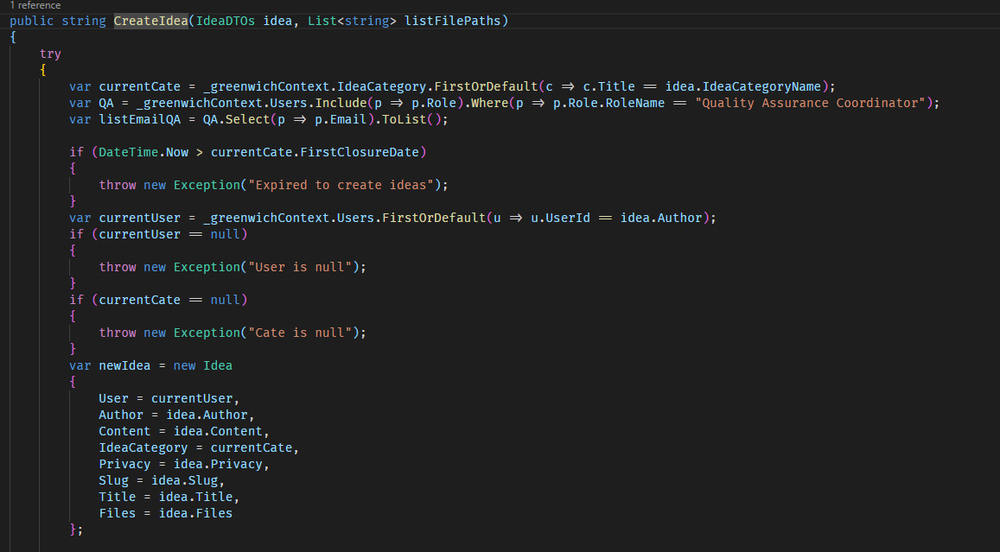 1 reference
public string CreateIdea(IdeaDTOs idea, List<string> listFilePaths)
{
    try
    {
        var currentCate = _greenwichContext.IdeaCategory.FirstOrDefault(c => c.Title == idea.IdeaCategoryName);
        var QA = _greenwichContext.Users.Include(p => p.Role).Where(p => p.Role.RoleName == "Quality Assurance Coordinator");
        var listEmailQA = QA.Select(p => p.Email).ToList();

        if (DateTime.Now > currentCate.FirstClosureDate)
        {
            throw new Exception("Expired to create ideas");
        }
        var currentUser = _greenwichContext.Users.FirstOrDefault(u => u.UserId == idea.Author);
        if (currentUser == null)
        {
            throw new Exception("User is null");
        }
        if (currentCate == null)
        {
            throw new Exception("Cate is null");
        }
        var newIdea = new Idea
        {
            User = currentUser,
            Author = idea.Author,
            Content = idea.Content,
            IdeaCategory = currentCate,
            Privacy = idea.Privacy,
            Slug = idea.Slug,
            Title = idea.Title,
            Files = idea.Files
        };